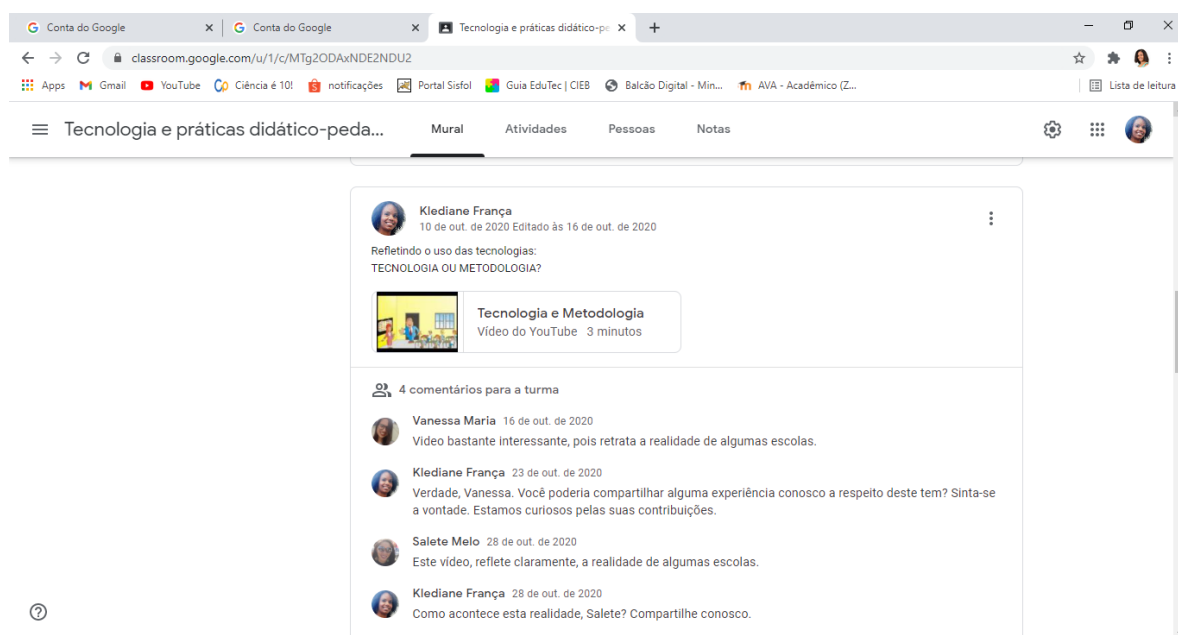 Conta do Google
Conta do Google
Tecnologia e práticas didático-pe
classroom.google.com/u/1/c/MTg2ODAxNDE2NDU2
Apps Gmail YouTube Ciência é 10! notificações Portal Sisfol Guia EduTec | CIEB Balcão Digital - Min... AVA - Acadêmico (Z... Lista de leitura
Tecnologia e práticas didático-peda... Mural Atividades Pessoas Notas
Klediane França
10 de out. de 2020 Editado às 16 de out. de 2020
Refletindo o uso das tecnologias:
TECNOLOGIA OU METODOLOGIA?
Tecnologia e Metodologia
Vídeo do YouTube 3 minutos
4 comentários para a turma
Vanessa Maria 16 de out. de 2020
Video bastante interessante, pois retrata a realidade de algumas escolas.
Klediane França 23 de out. de 2020
Verdade, Vanessa. Você poderia compartilhar alguma experiência conosco a respeito deste tem? Sinta-se
a vontade. Estamos curiosos pelas suas contribuições.
Salete Melo 28 de out. de 2020
Este vídeo, reflete claramente, a realidade de algumas escolas.
Klediane França 28 de out. de 2020
Como acontece esta realidade, Salete? Compartilhe conosco.